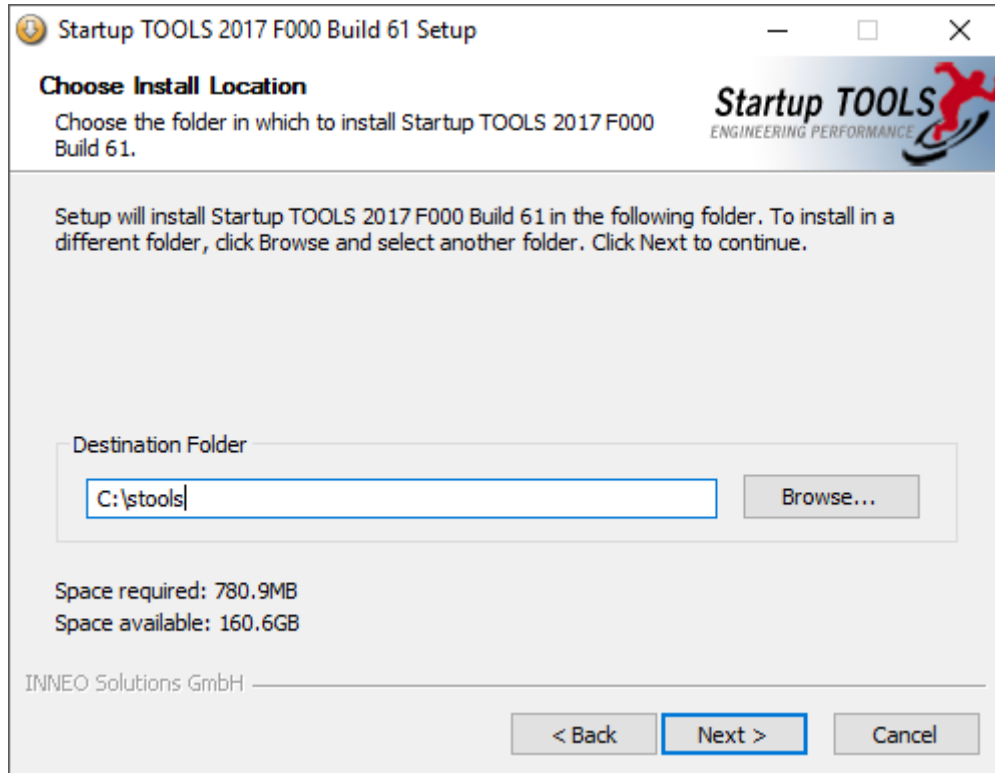 Startup TOOLS 2017 F000 Build 61 Setup
Choose Install Location
Choose the folder in which to install Startup TOOLS 2017 F000
Build 61.
Startup TOOLS
ENGINEERING PERFORMANCE
Setup will install Startup TOOLS 2017 F000 Build 61 in the following folder. To install in a
different folder, click Browse and select another folder. Click Next to continue.
Destination Folder
C:\stools
Browse...
Space required: 780.9MB
Space available: 160.6GB
INNEO Solutions GmbH
< Back
Next >
Cancel